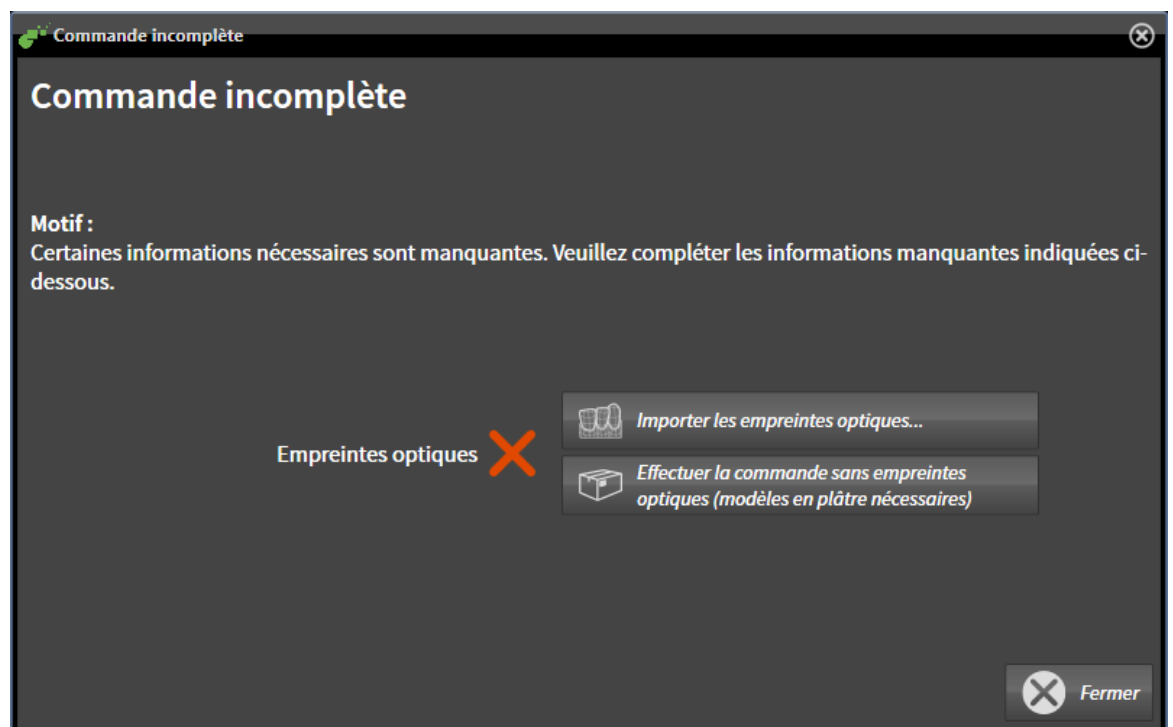 Commande incomplète
Commande incomplète
Motif :
Certaines informations nécessaires sont manquantes. Veuillez compléter les informations manquantes indiquées ci-
dessous.
Importer les empreintes optiques...
Empreintes optiques
Effectuer la commande sans empreintes
optiques (modèles en plâtre nécessaires)
Fermer